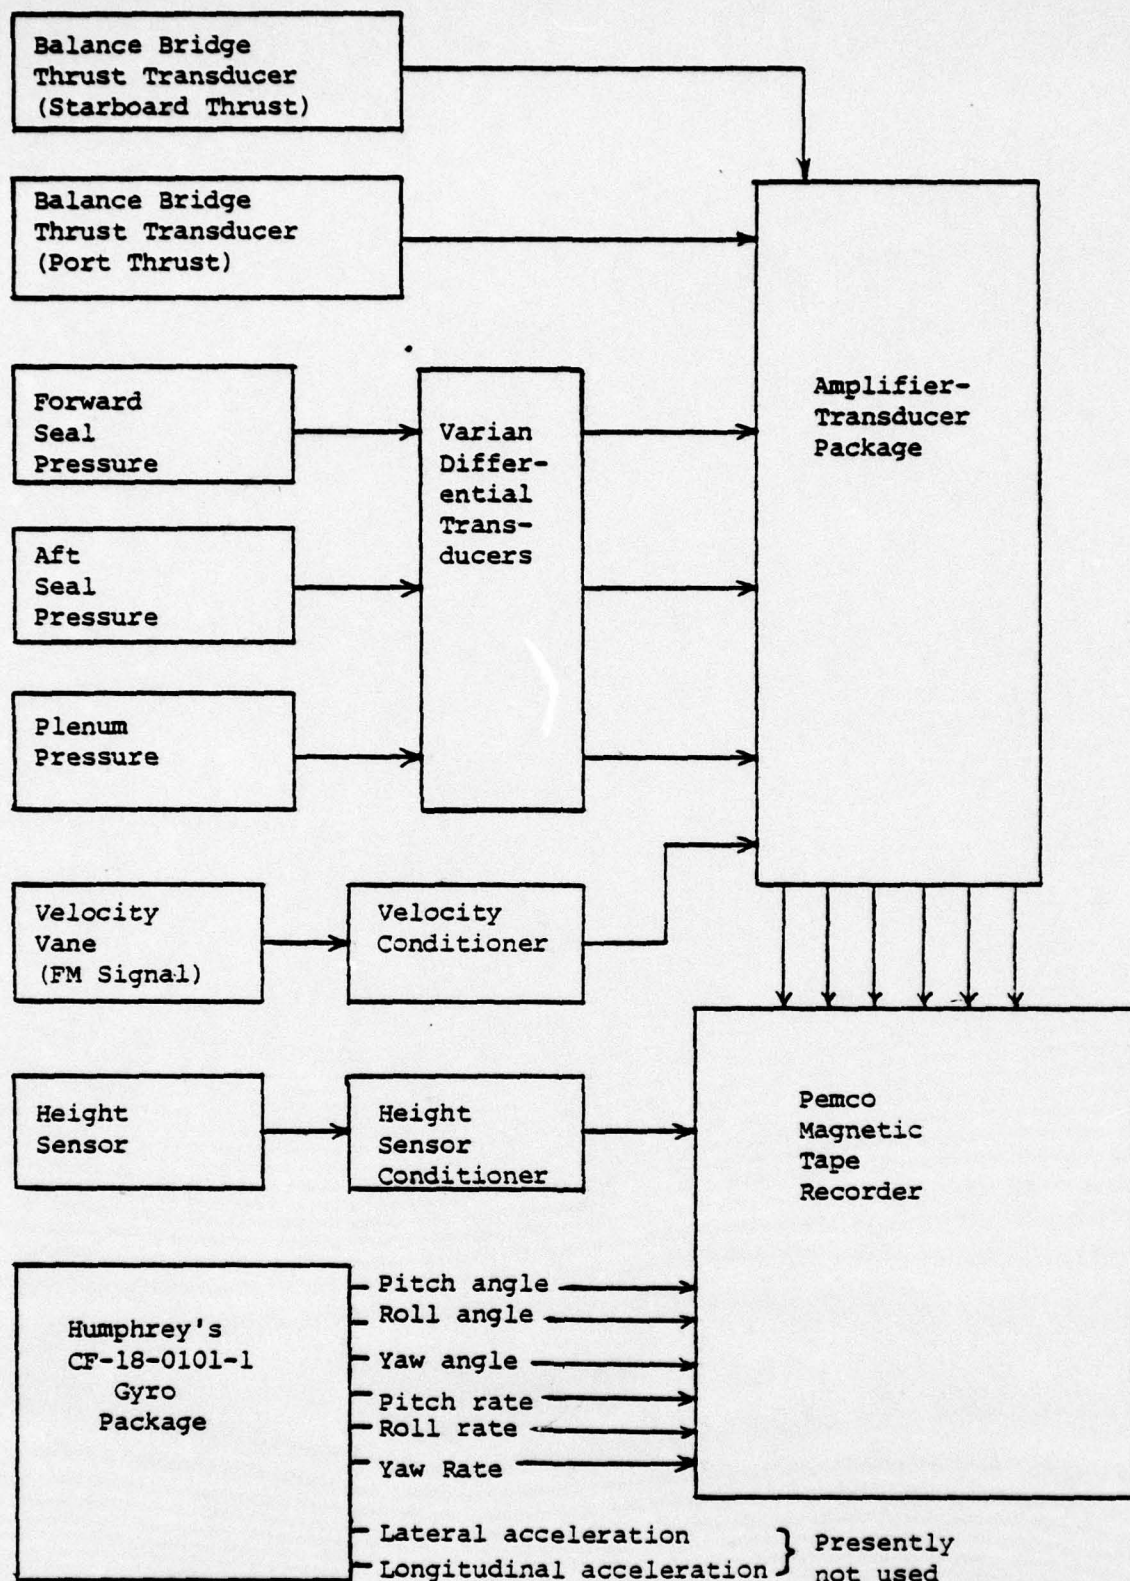 Balance Bridge
Thrust Transducer
(Starboard Thrust)
Balance Bridge
Thrust Transducer
(Port Thrust)
Forward
Seal
Pressure
Varian
Differ-
ential
Trans-
ducers
Amplifier-
Transducer
Package
Aft
Seal
Pressure
Plenum
Pressure
Velocity
Vane
(FM Signal)
Velocity
Conditioner
Height
Sensor
Height
Sensor
Conditioner
Pemco
Magnetic
Tape
Recorder
Humphrey's
CF-18-0101-1
Gyro
Package
Pitch angle
Roll angle
Yaw angle
Pitch rate
Roll rate
Yaw Rate
Lateral acceleration
Longitudinal acceleration
Presently
not used